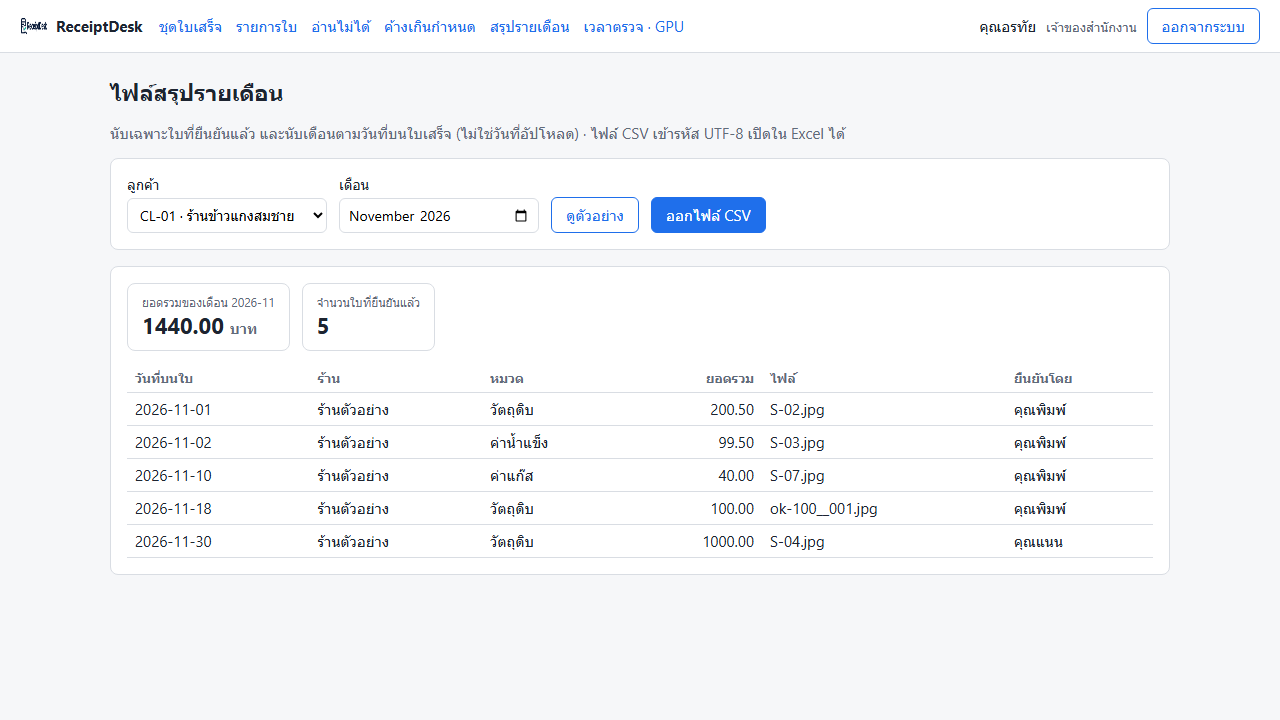 ReceiptDesk ชุดใบเสร็จ รายการใบ อ่านไม่ได้ ค้างเกินกำหนด สรุปรายเดือน เวลาตรวจ · GPU คุณอรทัย เจ้าของสำนักงาน ออกจากระบบ
ไฟล์สรุปรายเดือน
นับเฉพาะใบที่ยืนยันแล้ว และนับเดือนตามวันที่บนใบเสร็จ (ไม่ใช่วันที่อัปโหลด) · ไฟล์ CSV เข้ารหัส UTF-8 เปิดใน Excel ได้
ลูกค้า เดือน
CL-01 · ร้านข้าวแกงสมชาย November 2026 ดูตัวอย่าง ออกไฟล์ CSV
ยอดรวมของเดือน 2026-11 จำนวนใบที่ยืนยันแล้ว
1440.00 บาท 5
วันที่บนใบ ร้าน หมวด ยอดรวม ไฟล์ ยืนยันโดย
2026-11-01 ร้านตัวอย่าง วัตถุดิบ 200.50 S-02.jpg คุณพิมพ์
2026-11-02 ร้านตัวอย่าง ค่าน้ำแข็ง 99.50 S-03.jpg คุณพิมพ์
2026-11-10 ร้านตัวอย่าง ค่าแก๊ส 40.00 S-07.jpg คุณพิมพ์
2026-11-18 ร้านตัวอย่าง วัตถุดิบ 100.00 ok-100__001.jpg คุณพิมพ์
2026-11-30 ร้านตัวอย่าง วัตถุดิบ 1000.00 S-04.jpg คุณแนน